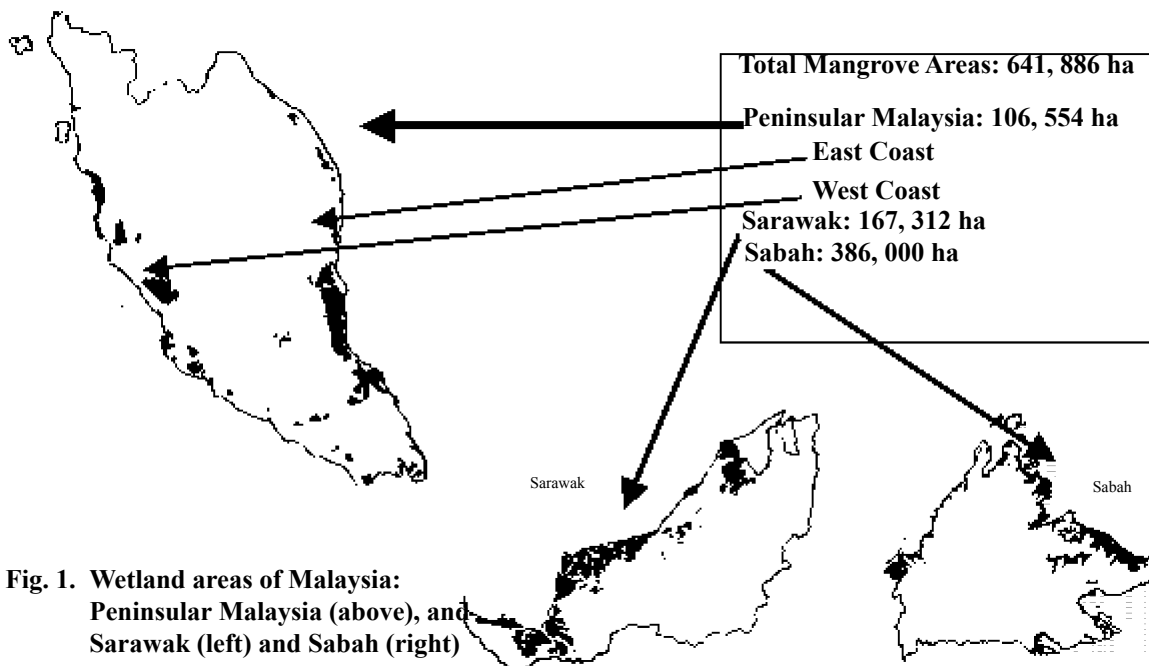 Total Mangrove Areas: 641, 886 ha
Peninsular Malaysia: 106, 554 ha
East Coast
West Coast
Sarawak: 167, 312 ha
Sabah: 386, 000 ha
Sarawak
Sabah
Fig. 1. Wetland areas of Malaysia:
Peninsular Malaysia (above), and
Sarawak (left) and Sabah (right)